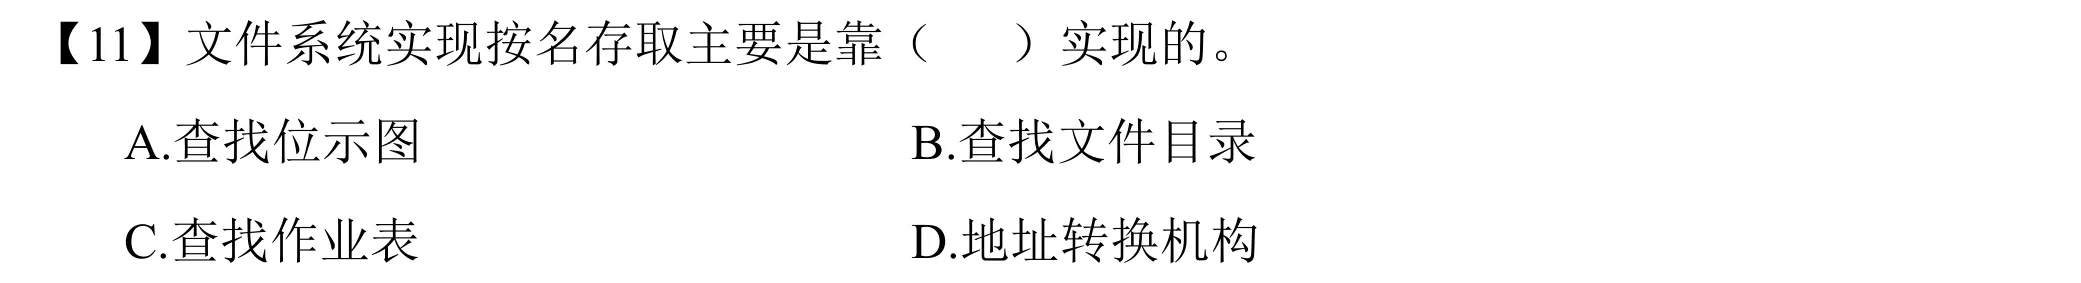 【11】文件系统实现按名存取主要是靠（　　）实现的。
A.查找位示图　　B.查找文件目录
C.查找作业表　　D.地址转换机构